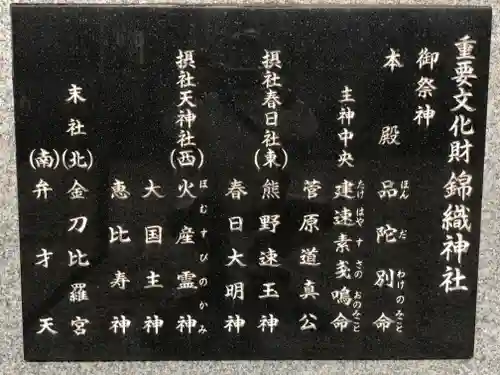 重要文化財 錦織神社
御祭神
本殿 品陀別命
ほんだわけのみこと
主神中央 建速素戔嗚命
たけはやすさのおのみこと
菅原道真公
摂社春日社(東) 熊野速玉神
春日大明神
摂社天神社(西) 火産霊神
ほむすびのかみ
大国主神
恵比寿神
末社(北)金刀比羅宮
(南)弁才天